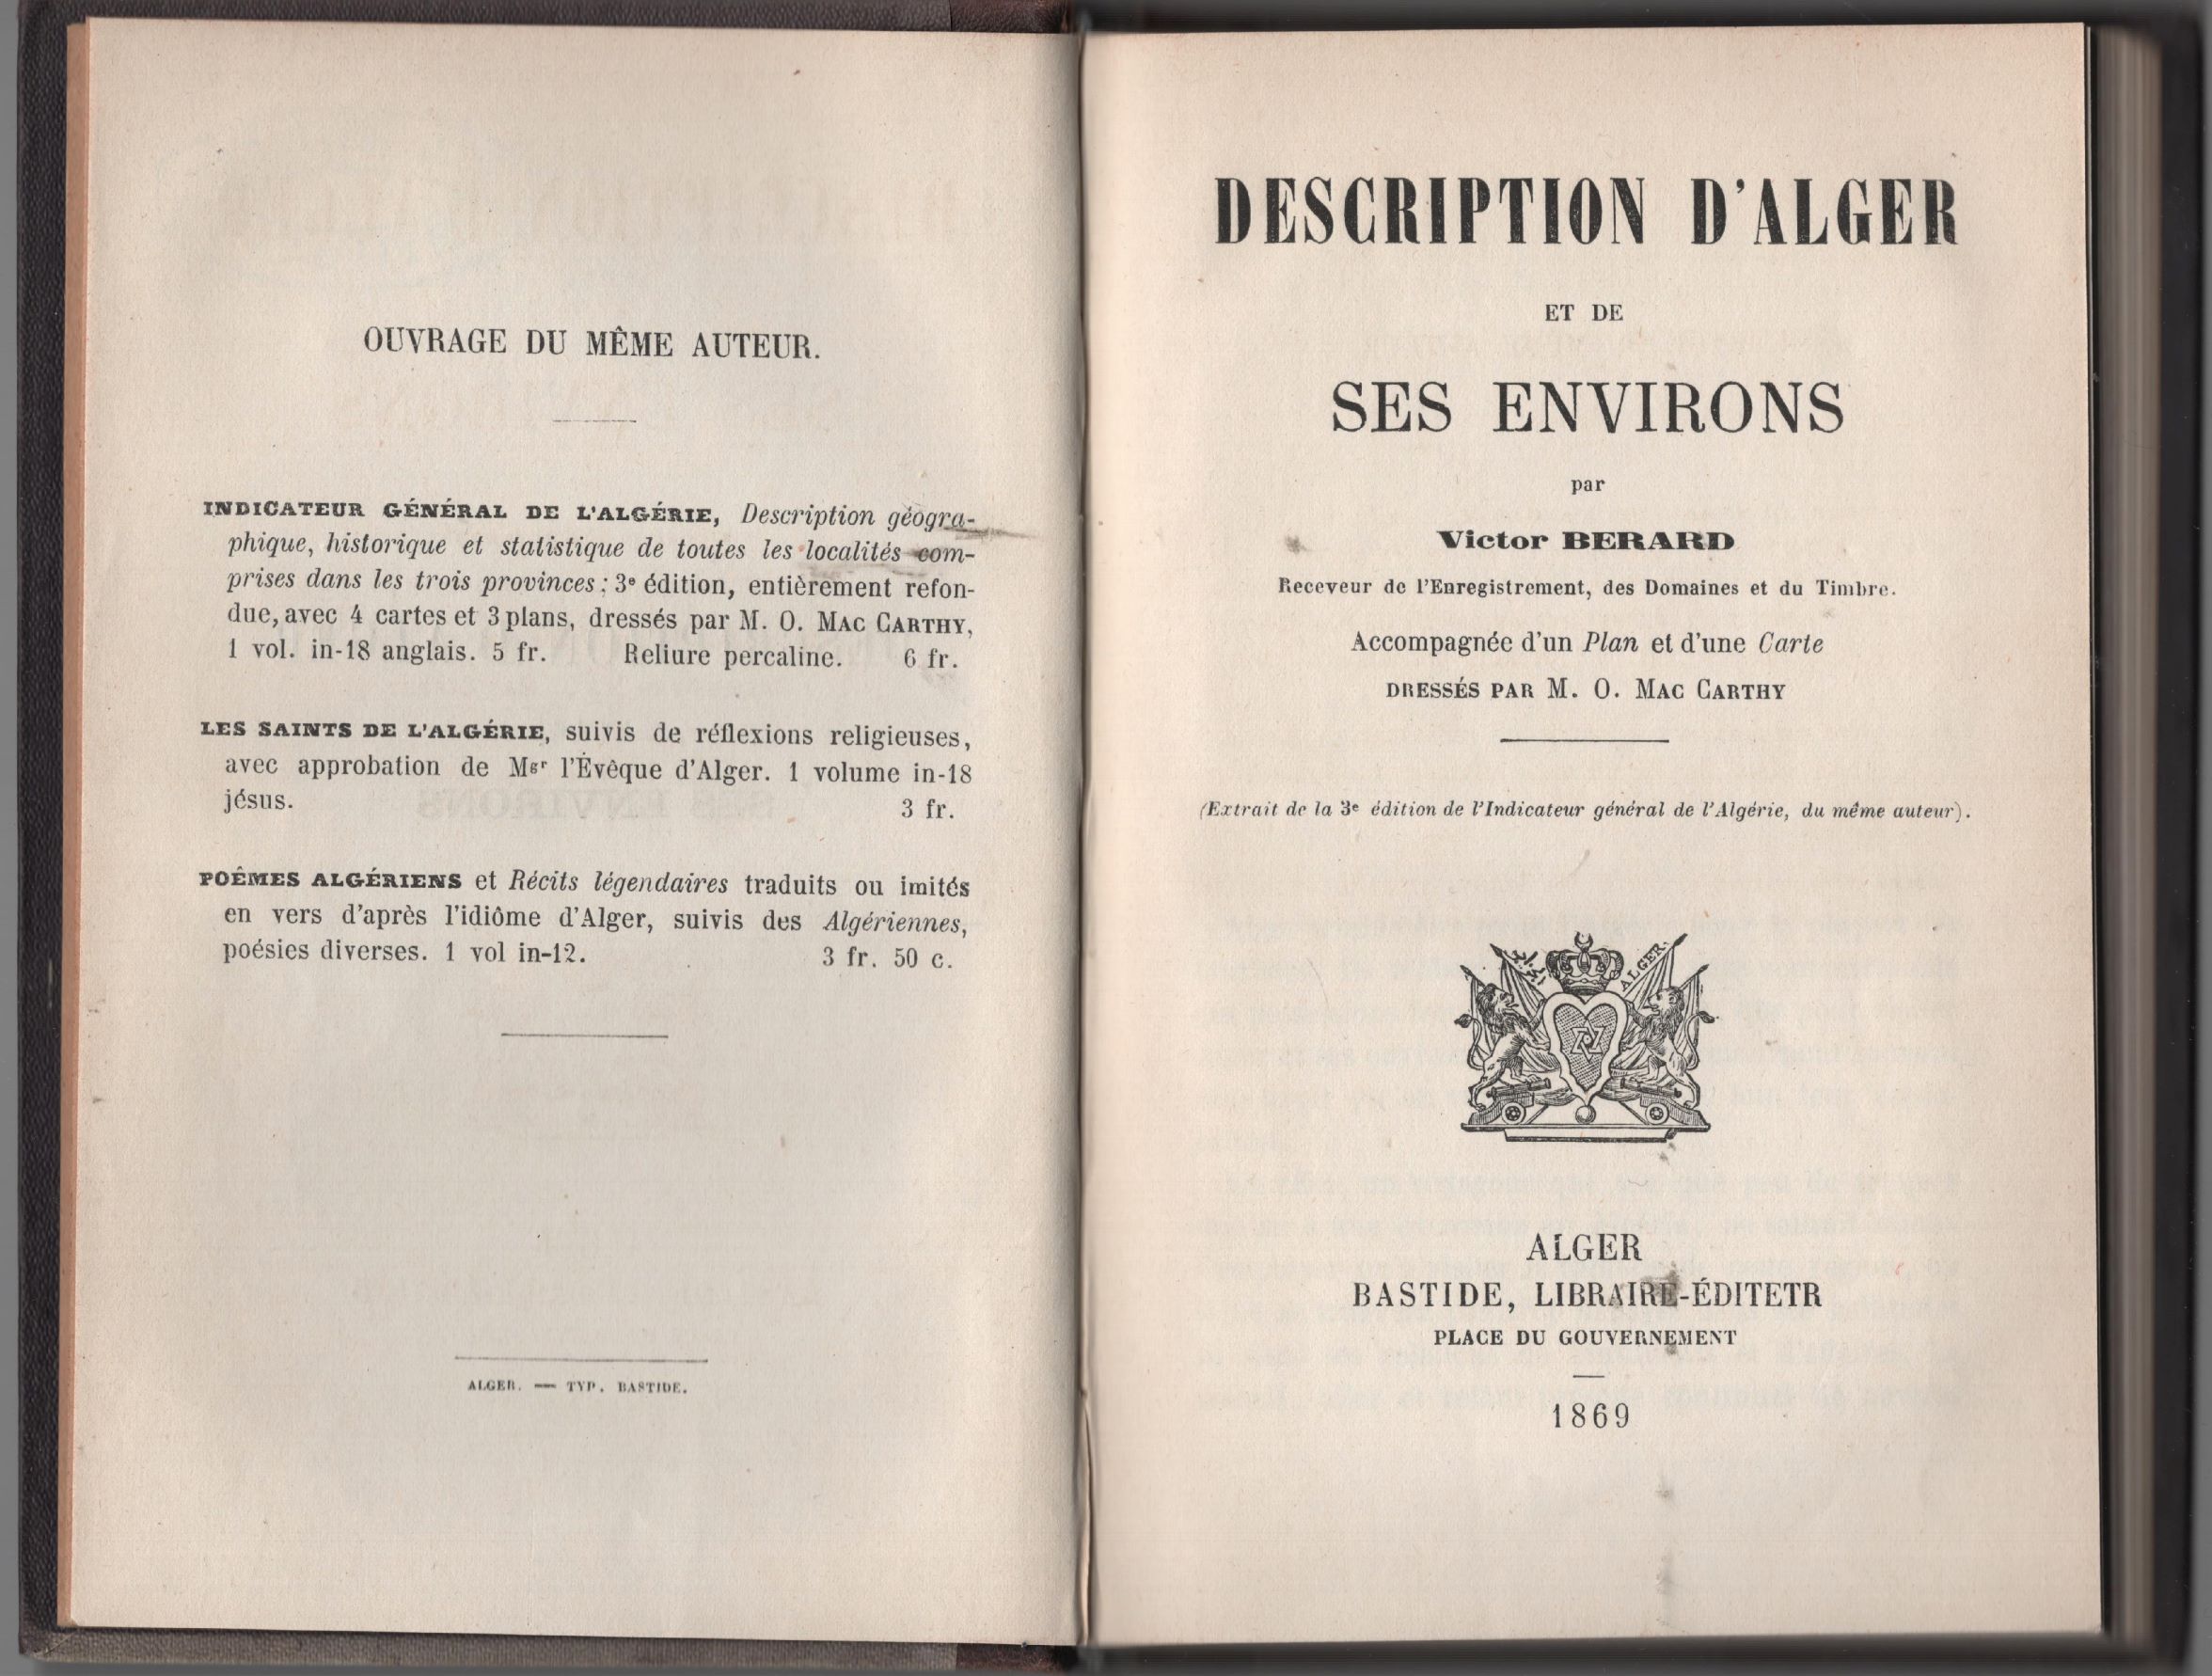 OUVRAGE DU MÊME AUTEUR.
INDICATEUR GÉNÉRAL DE L'ALGÉRIE, Description géogra-
phique, historique et statistique de toutes les localités com-
prises dans les trois provinces ; 3e édition, entièrement refon-
due, avec 4 cartes et 3 plans, dressés par M. O. MAC CARTHY,
1 vol. in-18 anglais. 5 fr. Reliure percaline. 6 fr.
LES SAINTS DE L'ALGÉRIE, suivis de réflexions religieuses,
avec approbation de Mgr l'Évêque d'Alger. 1 volume in-18
jésus. 3 fr.
POÊMES ALGÉRIENS et Récits légendaires traduits ou imités
en vers d'après l'idiôme d'Alger, suivis des Algériennes,
poésies diverses. 1 vol in-12. 3 fr. 50 c.
ALGER. — TYP. BASTIDE.
DESCRIPTION D'ALGER
ET DE
SES ENVIRONS
par
Victor BERARD
Receveur de l'Enregistrement, des Domaines et du Timbre.
Accompagnée d'un Plan et d'une Carte
DRESSÉS PAR M. O. MAC CARTHY
(Extrait de la 3e édition de l'Indicateur général de l'Algérie, du même auteur).
ALGER.
ALGER
BASTIDE, LIBRAIRE-ÉDITETR
PLACE DU GOUVERNEMENT
1869